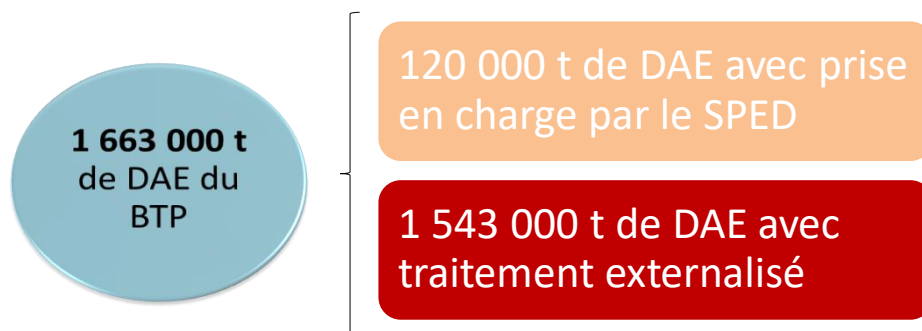 1 663 000 t
de DAE du
BTP
120 000 t de DAE avec prise
en charge par le SPED
1 543 000 t de DAE avec
traitement externalisé